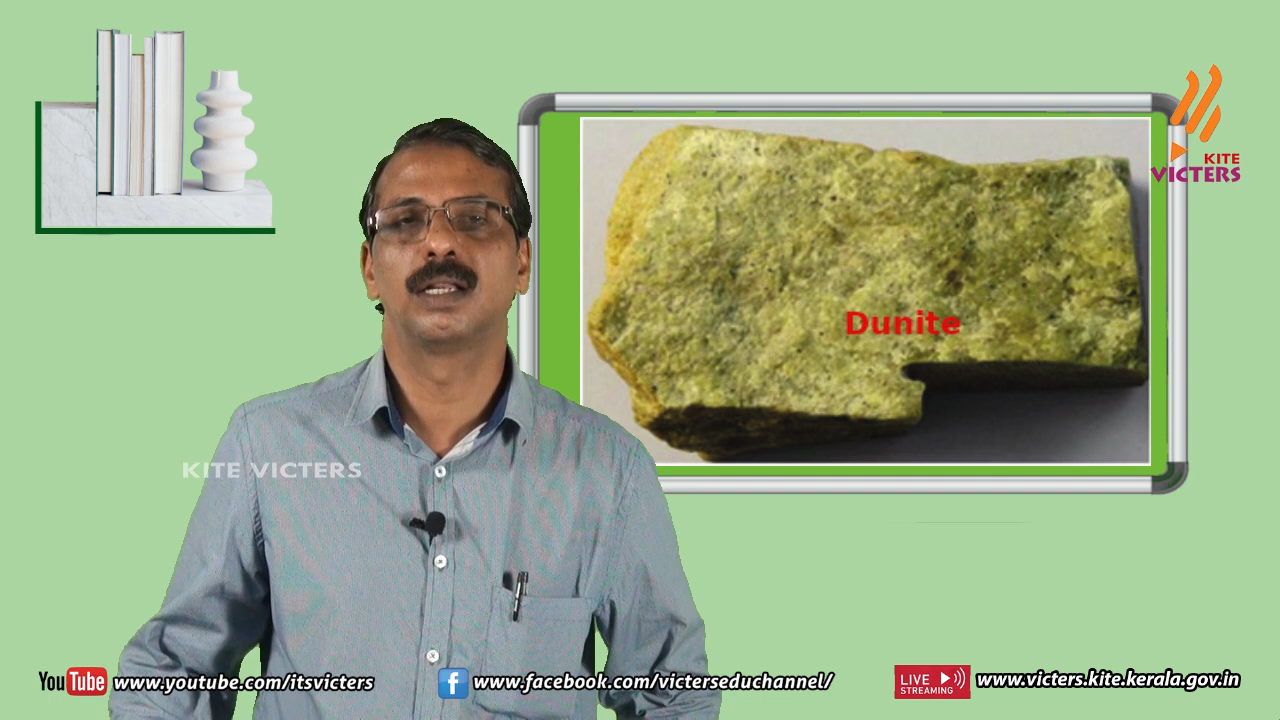 KITE
VICTERS
Dunite
KITE VICTERS
YouTube www.youtube.com/itsvicters
f www.facebook.com/victerseduchannel/
LIVE
STREAMING
www.victers.kite.kerala.gov.in